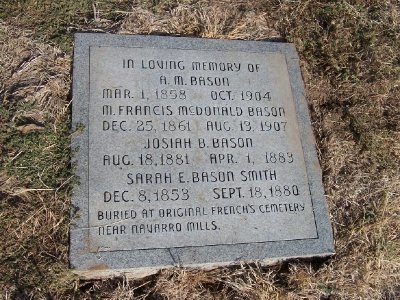 IN LOVING MEMORY OF
A. M. BASON
MAR. 1, 1858 OCT. 1904
M. FRANCIS McDONALD BASON
DEC. 25, 1861 AUG. 13, 1907
JOSIAH B. BASON
AUG. 18, 1881 APR. 1, 1883
SARAH E. BASON SMITH
DEC. 8, 1853 SEPT. 18, 1880
BURIED AT ORIGINAL FRENCH'S CEMETERY
NEAR NAVARRO MILLS.